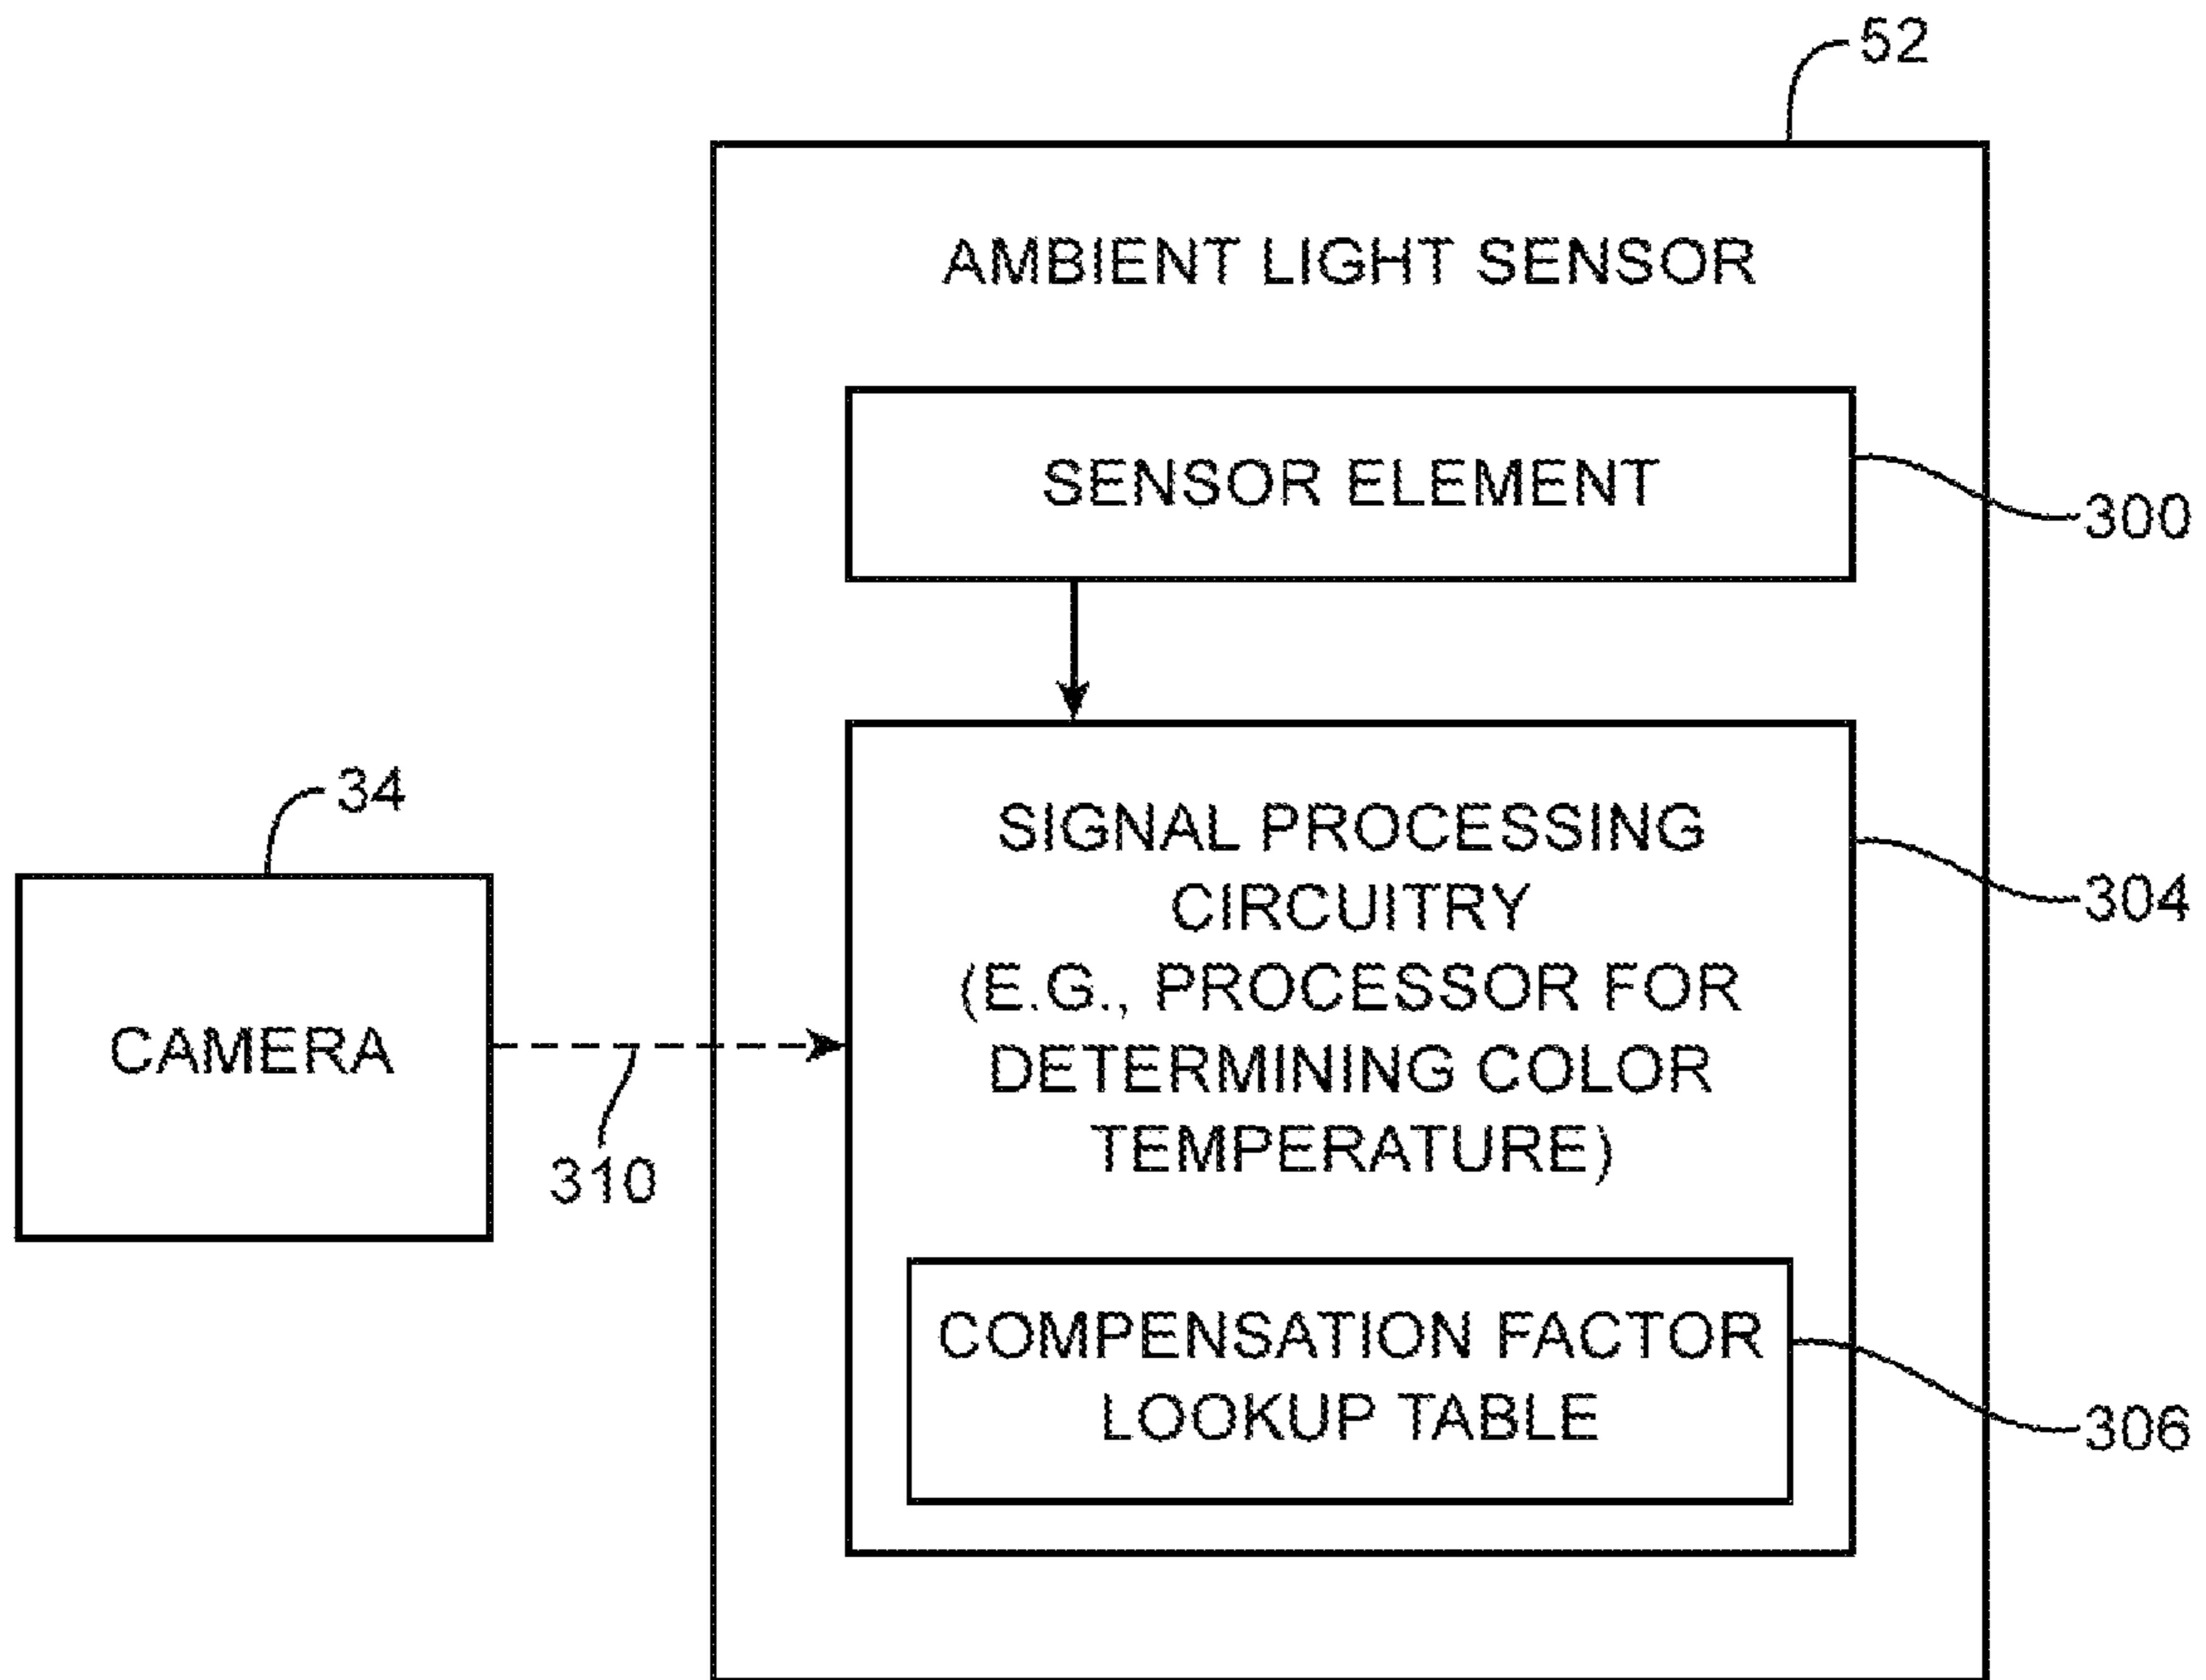 52
AMBIENT LIGHT SENSOR
SENSOR ELEMENT
300
34
SIGNAL PROCESSING
CIRCUITRY
(E.G., PROCESSOR FOR
DETERMINING COLOR
TEMPERATURE)
304
CAMERA
310
COMPENSATION FACTOR
LOOKUP TABLE
306